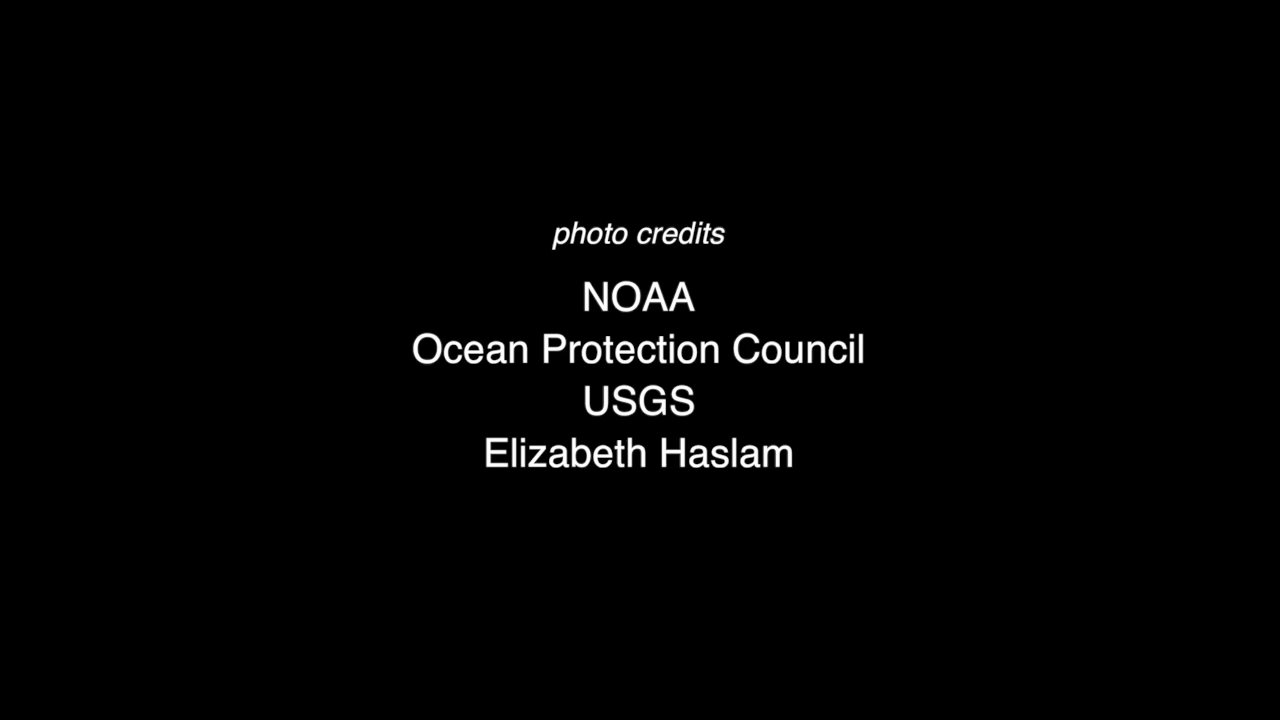 photo credits
NOAA
Ocean Protection Council
USGS
Elizabeth Haslam